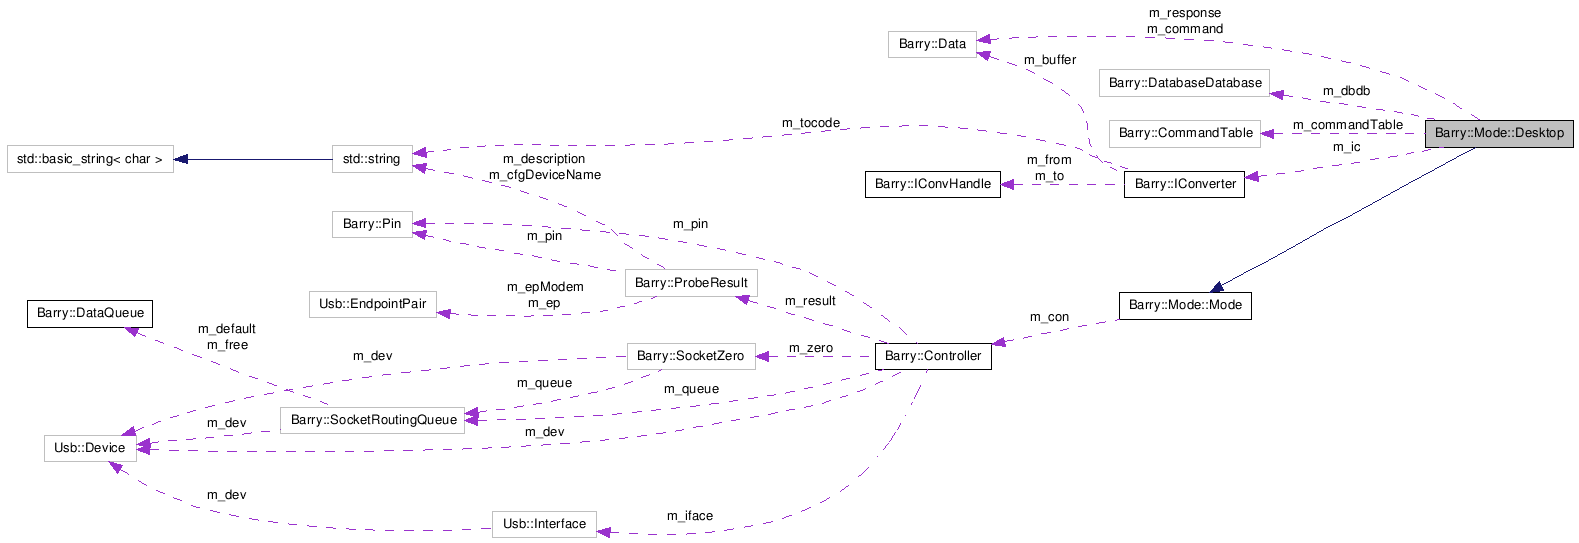 m_response
m_command
Barry::Data
m_buffer
Barry::DatabaseDatabase
m_dbdb
m_tocode
Barry::CommandTable
m_commandTable
Barry::Mode::Desktop
m_ic
std::basic_string< char >
std::string
m_description
m_cfgDeviceName
Barry::IConvHandle
m_from
m_to
Barry::IConverter
Barry::Pin
m_pin
m_pin
Barry::ProbeResult
Usb::EndpointPair
m_epModem
m_ep
m_result
Barry::Mode::Mode
m_con
Barry::DataQueue
m_default
m_free
m_dev
Barry::SocketZero
m_zero
Barry::Controller
m_queue
m_queue
Barry::SocketRoutingQueue
m_dev
m_dev
Usb::Device
m_dev
Usb::Interface
m_iface